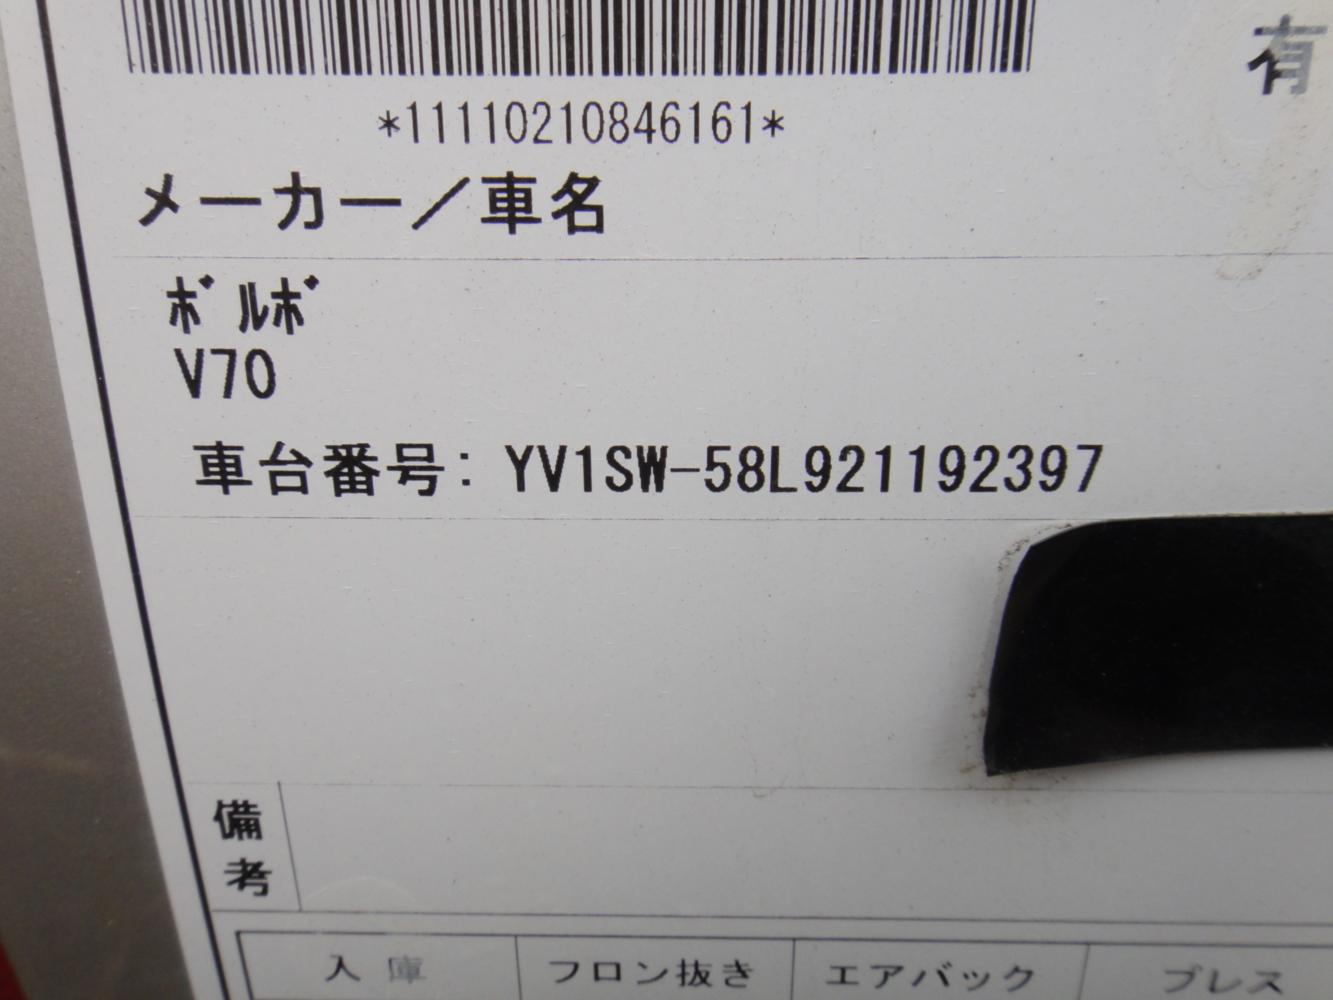 有
*11110210846161*
メーカー／車名
ﾎﾞﾙﾎﾞ
V70
車台番号: YV1SW-58L921192397
備考
入庫 フロン抜き エアバック プレス